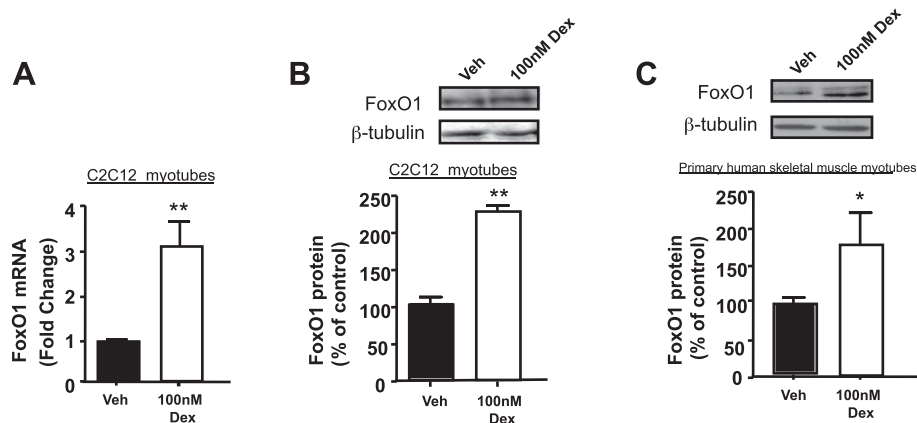 A
C2C12 myotubes
FoxO1 mRNA
(Fold Change)
4
3
2
1
0
**
Veh
100nM
Dex
B
Veh
100nM Dex
FoxO1
β-tubulin
C2C12 myotubes
FoxO1 protein
(% of control)
250
200
150
100
50
0
**
Veh
100nM
Dex
C
Veh
100nM Dex
FoxO1
β-tubulin
Primary human skeletal muscle myotubes
FoxO1 protein
(% of control)
250
200
150
100
50
0
*
Veh
100nM
Dex